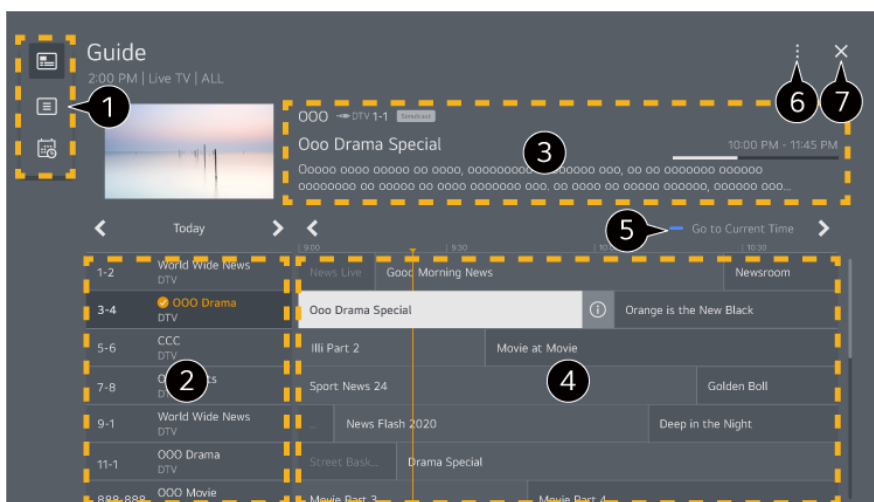 Guide
2:00 PM | Live TV | ALL
1
6
7
OOO DTV 1-1 Simulcast
Ooo Drama Special
3
10:00 PM - 11:45 PM
Today
5
Go to Current Time
9:00
9:30
10:30
1-2
World Wide News
DTV
News Live
Good Morning News
Newsroom
3-4
OOO Drama
DTV
Ooo Drama Special
Orange is the New Black
5-6
CCC
DTV
Illi Part 2
Movie at Movie
7-8
2
Sport News 24
4
Golden Boll
9-1
World Wide News
DTV
...
News Flash 2020
Deep in the Night
11-1
OOO Drama
DTV
Street Bask...
Drama Special
888-888
OOO Movie
Movie Part 3
Movie Part 4